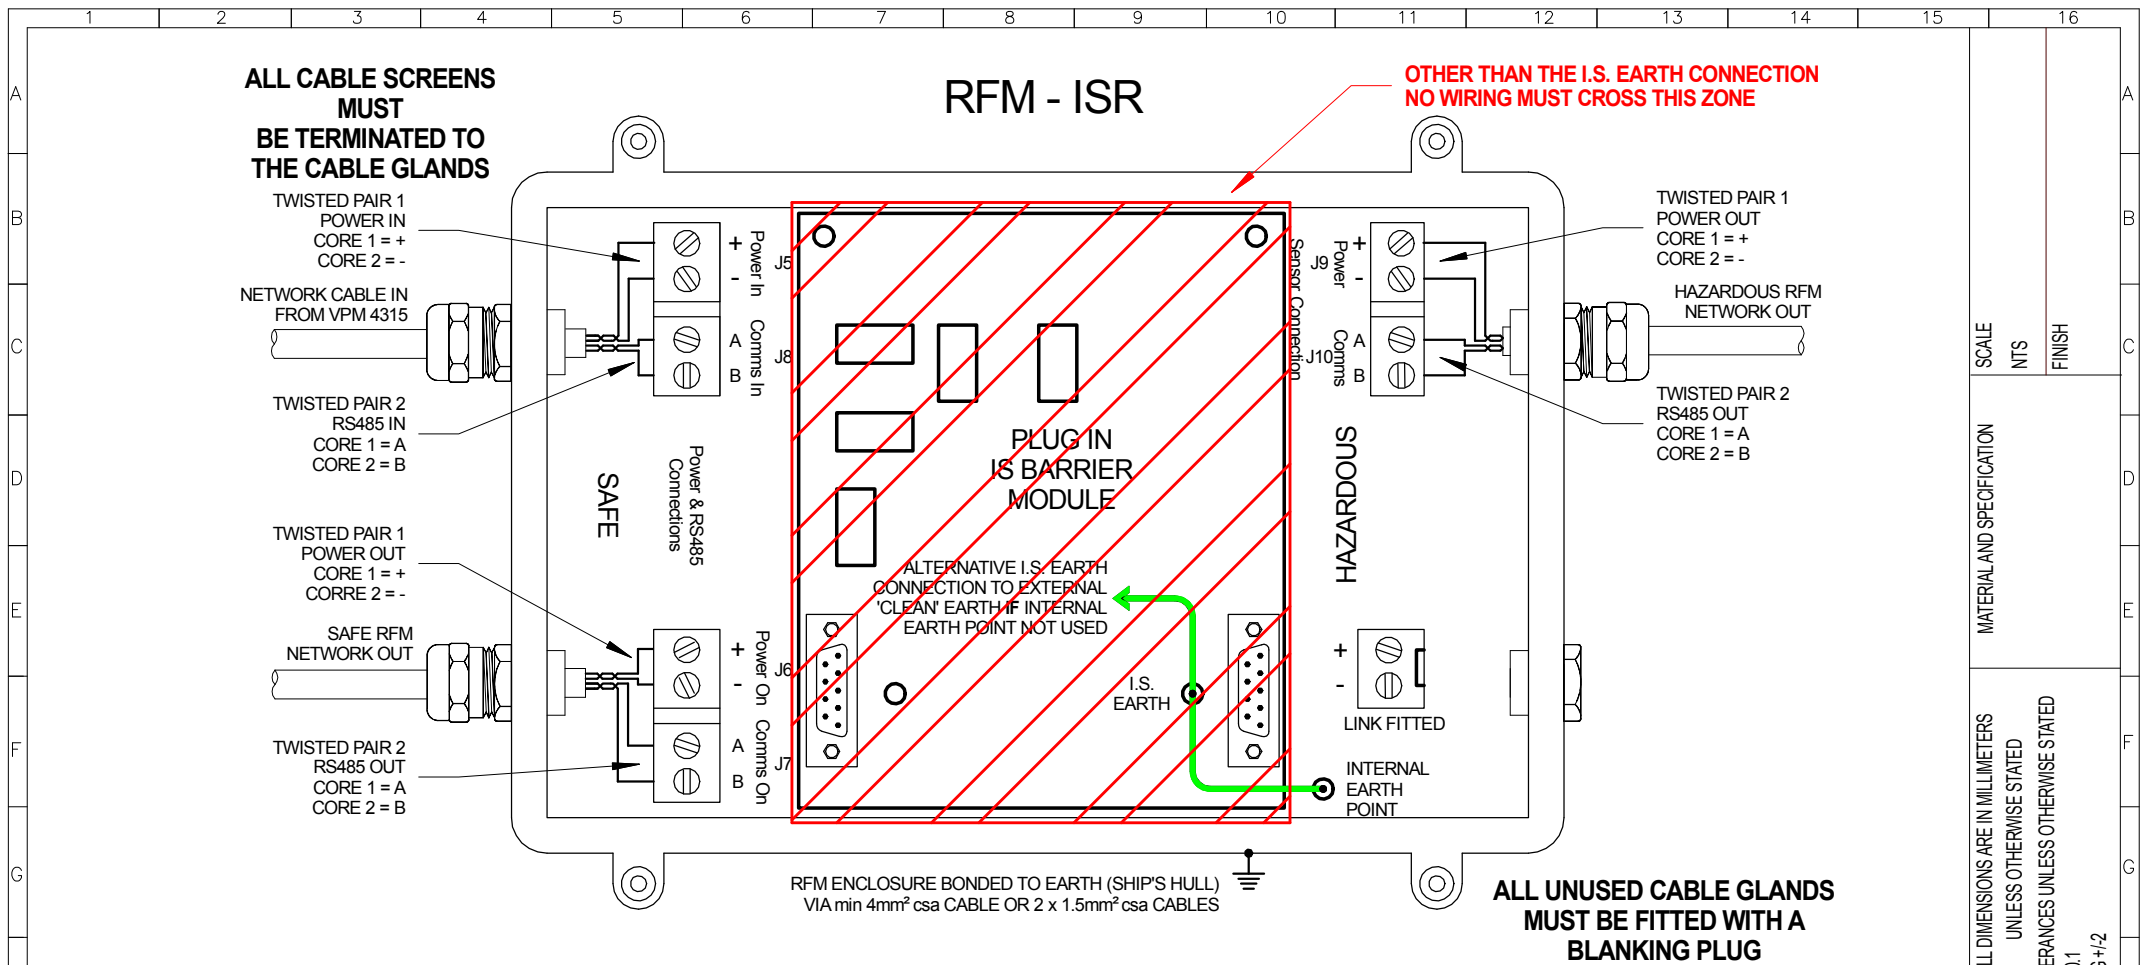 1 2 3 4 5 6 7 8 9 10 11 12 13 14 15 16
A
B
C
D
E
F
G
ALL CABLE SCREENS
MUST
BE TERMINATED TO
THE CABLE GLANDS
RFM - ISR
OTHER THAN THE I.S. EARTH CONNECTION
NO WIRING MUST CROSS THIS ZONE
TWISTED PAIR 1
POWER IN
CORE 1 = +
CORE 2 = -
NETWORK CABLE IN
FROM VPM 4315
TWISTED PAIR 2
RS485 IN
CORE 1 = A
CORE 2 = B
TWISTED PAIR 1
POWER OUT
CORE 1 = +
CORRE 2 = -
SAFE RFM
NETWORK OUT
TWISTED PAIR 2
RS485 OUT
CORE 1 = A
CORE 2 = B
+
-
Power In
J5
A
B
Comms In
J8
SAFE
Power & RS485
Connections
+
-
Power On
J6
A
B
Comms On
J7
PLUG IN
IS BARRIER
MODULE
ALTERNATIVE I.S. EARTH
CONNECTION TO EXTERNAL
'CLEAN' EARTH IF INTERNAL
EARTH POINT NOT USED
I.S.
EARTH
Sensor Connection
J9
Power
+
-
J10
Comms
A
B
HAZARDOUS
+
-
LINK FITTED
INTERNAL
EARTH
POINT
TWISTED PAIR 1
POWER OUT
CORE 1 = +
CORE 2 = -
HAZARDOUS RFM
NETWORK OUT
TWISTED PAIR 2
RS485 OUT
CORE 1 = A
CORE 2 = B
RFM ENCLOSURE BONDED TO EARTH (SHIP'S HULL)
VIA min 4mm² csa CABLE OR 2 x 1.5mm² csa CABLES
ALL UNUSED CABLE GLANDS
MUST BE FITTED WITH A
BLANKING PLUG
SCALE
NTS
FINISH
MATERIAL AND SPECIFICATION
DIMENSIONS ARE IN MILLIMETERS
UNLESS OTHERWISE STATED
UNLESS OTHERWISE STATED
+/-2
A
B
C
D
E
F
G